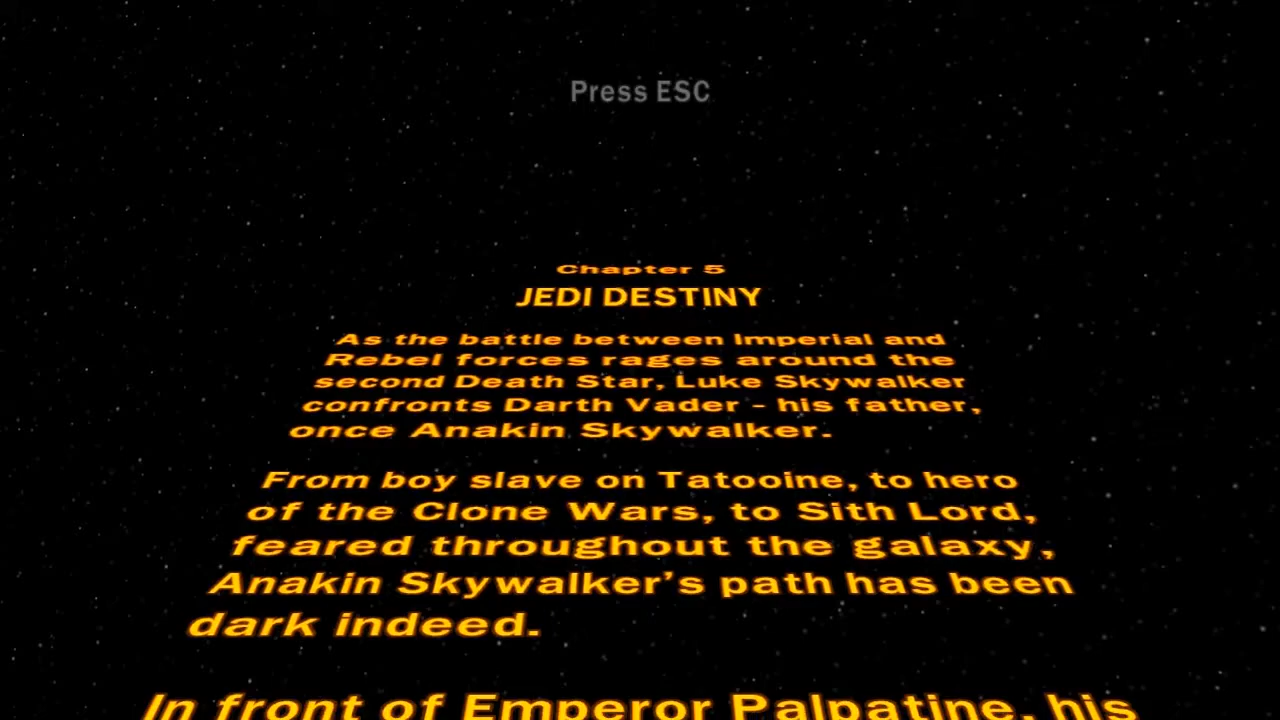 Press ESC
Chapter 5
JEDI DESTINY
As the battle between Imperial and
Rebel forces rages around the
second Death Star, Luke Skywalker
confronts Darth Vader - his father,
once Anakin Skywalker.
From boy slave on Tatooine, to hero
of the Clone Wars, to Sith Lord,
feared throughout the galaxy,
Anakin Skywalker's path has been
dark indeed.
In front of Emperor Palpatine, his